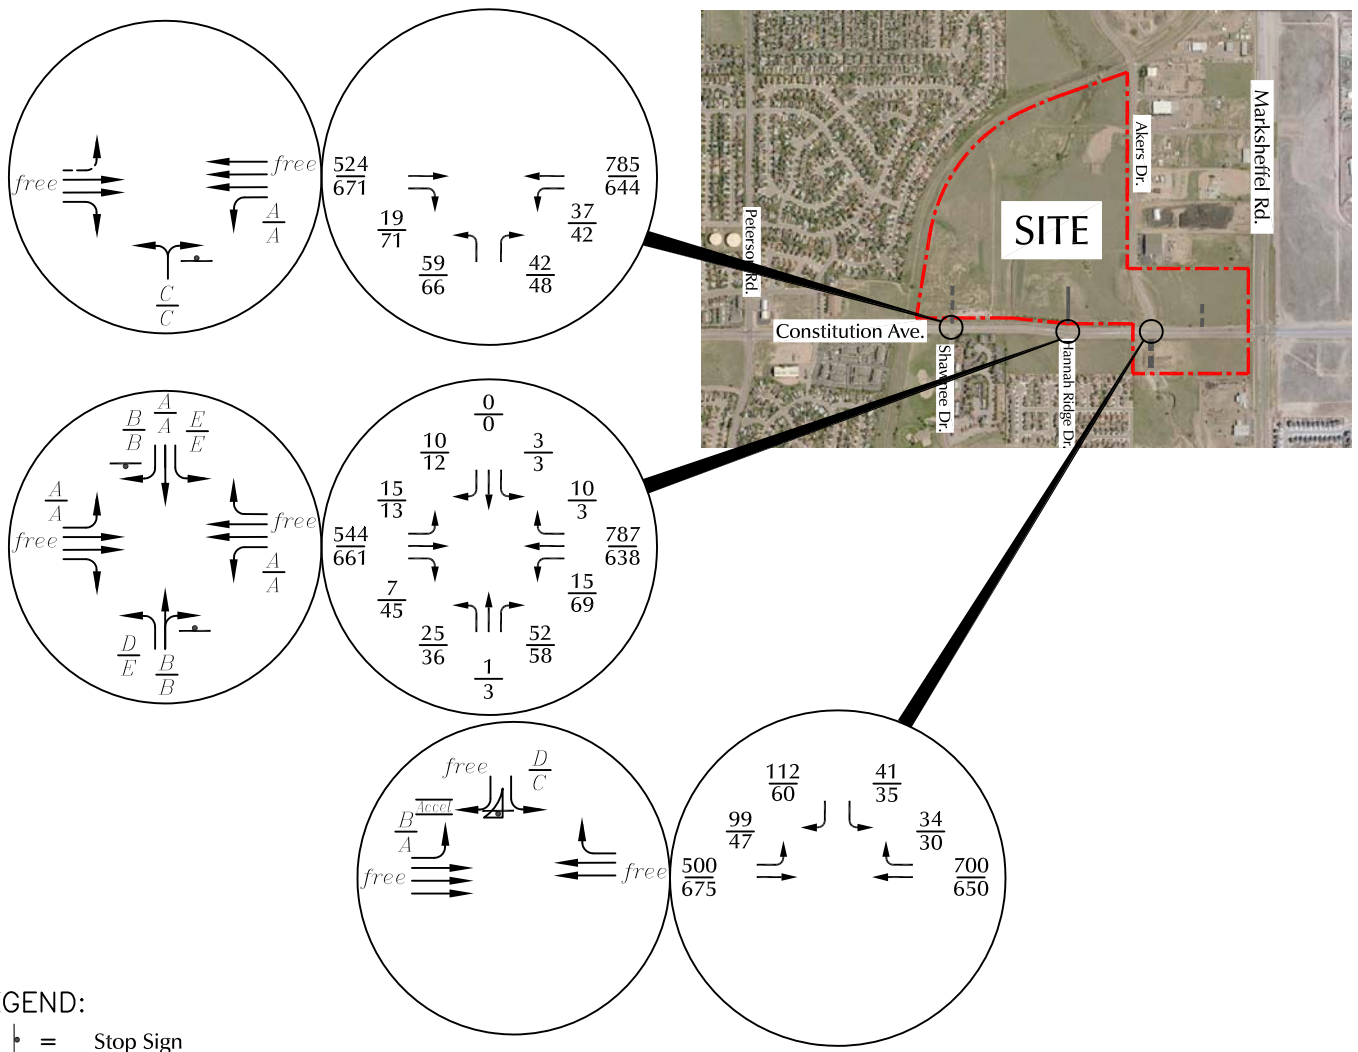 free
free
A
A
C
C
524
671
785
644
19
71
37
42
59
66
42
48
SITE
Akers Dr.
Marksheffel Rd.
Peterson Rd.
Constitution Ave.
Shawnee Dr.
Hannah Ridge Dr.
B
B
A
A
E
E
A
A
free
free
A
A
D
E
B
B
0
0
10
12
3
3
15
13
10
3
544
661
787
638
7
45
15
69
25
36
52
58
1
3
free
D
C
Accel
B
A
free
free
112
60
41
35
99
47
34
30
500
675
700
650
GEND:
= Stop Sign